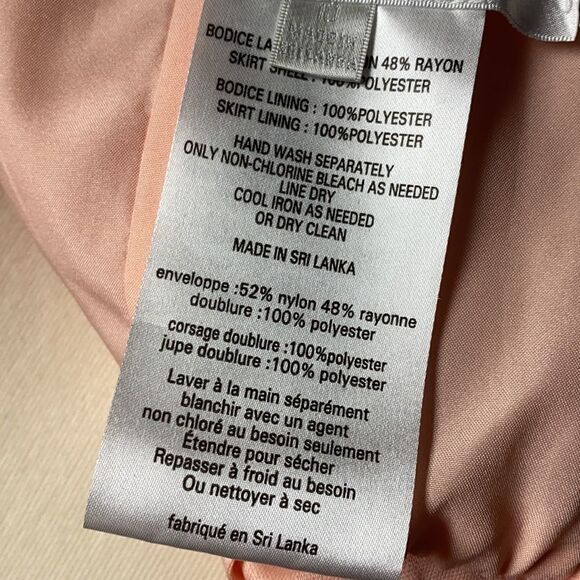 BODICE LA N 48% RAYON
SKIRT SHELL : 100%POLYESTER
BODICE LINING : 100%POLYESTER
SKIRT LINING : 100%POLYESTER
HAND WASH SEPARATELY
ONLY NON-CHLORINE BLEACH AS NEEDED
LINE DRY
COOL IRON AS NEEDED
OR DRY CLEAN
MADE IN SRI LANKA
enveloppe :52% nylon 48% rayonne
doublure :100% polyester
corsage doublure :100%polyester
jupe doublure :100% polyester
Laver à la main séparément
blanchir avec un agent
non chloré au besoin seulement
Étendre pour sécher
Repasser à froid au besoin
Ou nettoyer à sec
fabriqué en Sri Lanka